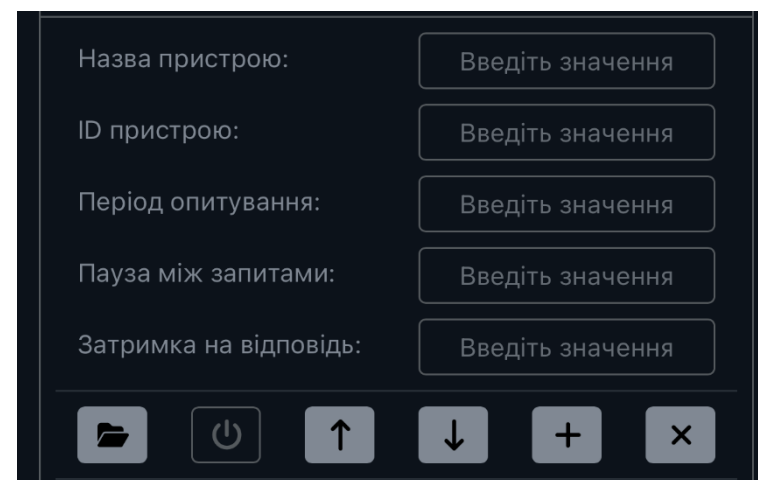 Назва пристрою: Введіть значення
ID пристрою: Введіть значення
Період опитування: Введіть значення
Пауза між запитами: Введіть значення
Затримка на відповідь: Введіть значення